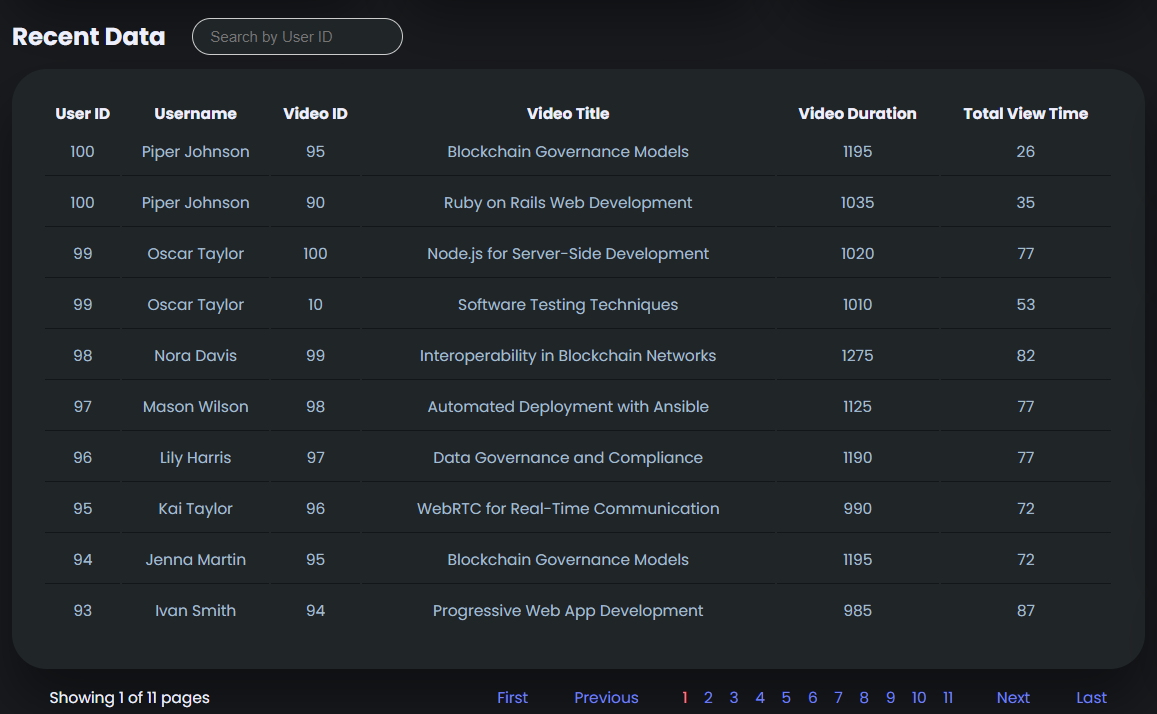 Recent Data Search by User ID
User ID Username Video ID Video Title Video Duration Total View Time
100 Piper Johnson 95 Blockchain Governance Models 1195 26
100 Piper Johnson 90 Ruby on Rails Web Development 1035 35
99 Oscar Taylor 100 Node.js for Server-Side Development 1020 77
99 Oscar Taylor 10 Software Testing Techniques 1010 53
98 Nora Davis 99 Interoperability in Blockchain Networks 1275 82
97 Mason Wilson 98 Automated Deployment with Ansible 1125 77
96 Lily Harris 97 Data Governance and Compliance 1190 77
95 Kai Taylor 96 WebRTC for Real-Time Communication 990 72
94 Jenna Martin 95 Blockchain Governance Models 1195 72
93 Ivan Smith 94 Progressive Web App Development 985 87
Showing 1 of 11 pages First Previous 1 2 3 4 5 6 7 8 9 10 11 Next Last